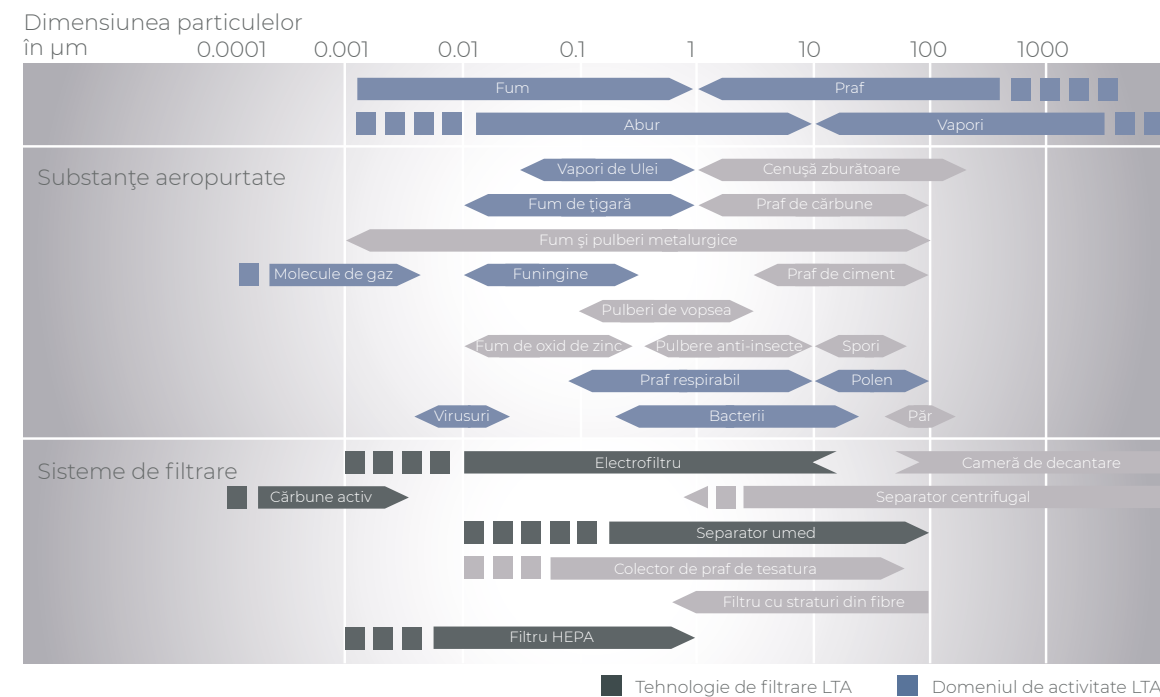 Dimensiunea particulelor
în µm 0.0001 0.001 0.01 0.1 1 10 100 1000
Fum Praf
Abur Vapori
Substanţe aeropurtate
Vapori de Ulei Cenuşă zburătoare
Fum de ţigară Praf de cărbune
Fum şi pulberi metalurgice
Molecule de gaz Funingine Praf de ciment
Pulberi de vopsea
Fum de oxid de zinc Pulbere anti-insecte Spori
Praf respirabil Polen
Virusuri Bacterii Păr
Sisteme de filtrare
Electrofiltru Cameră de decantare
Cărbune activ Separator centrifugal
Separator umed
Colector de praf de tesatura
Filtru cu straturi din fibre
Filtru HEPA
Tehnologie de filtrare LTA Domeniul de activitate LTA